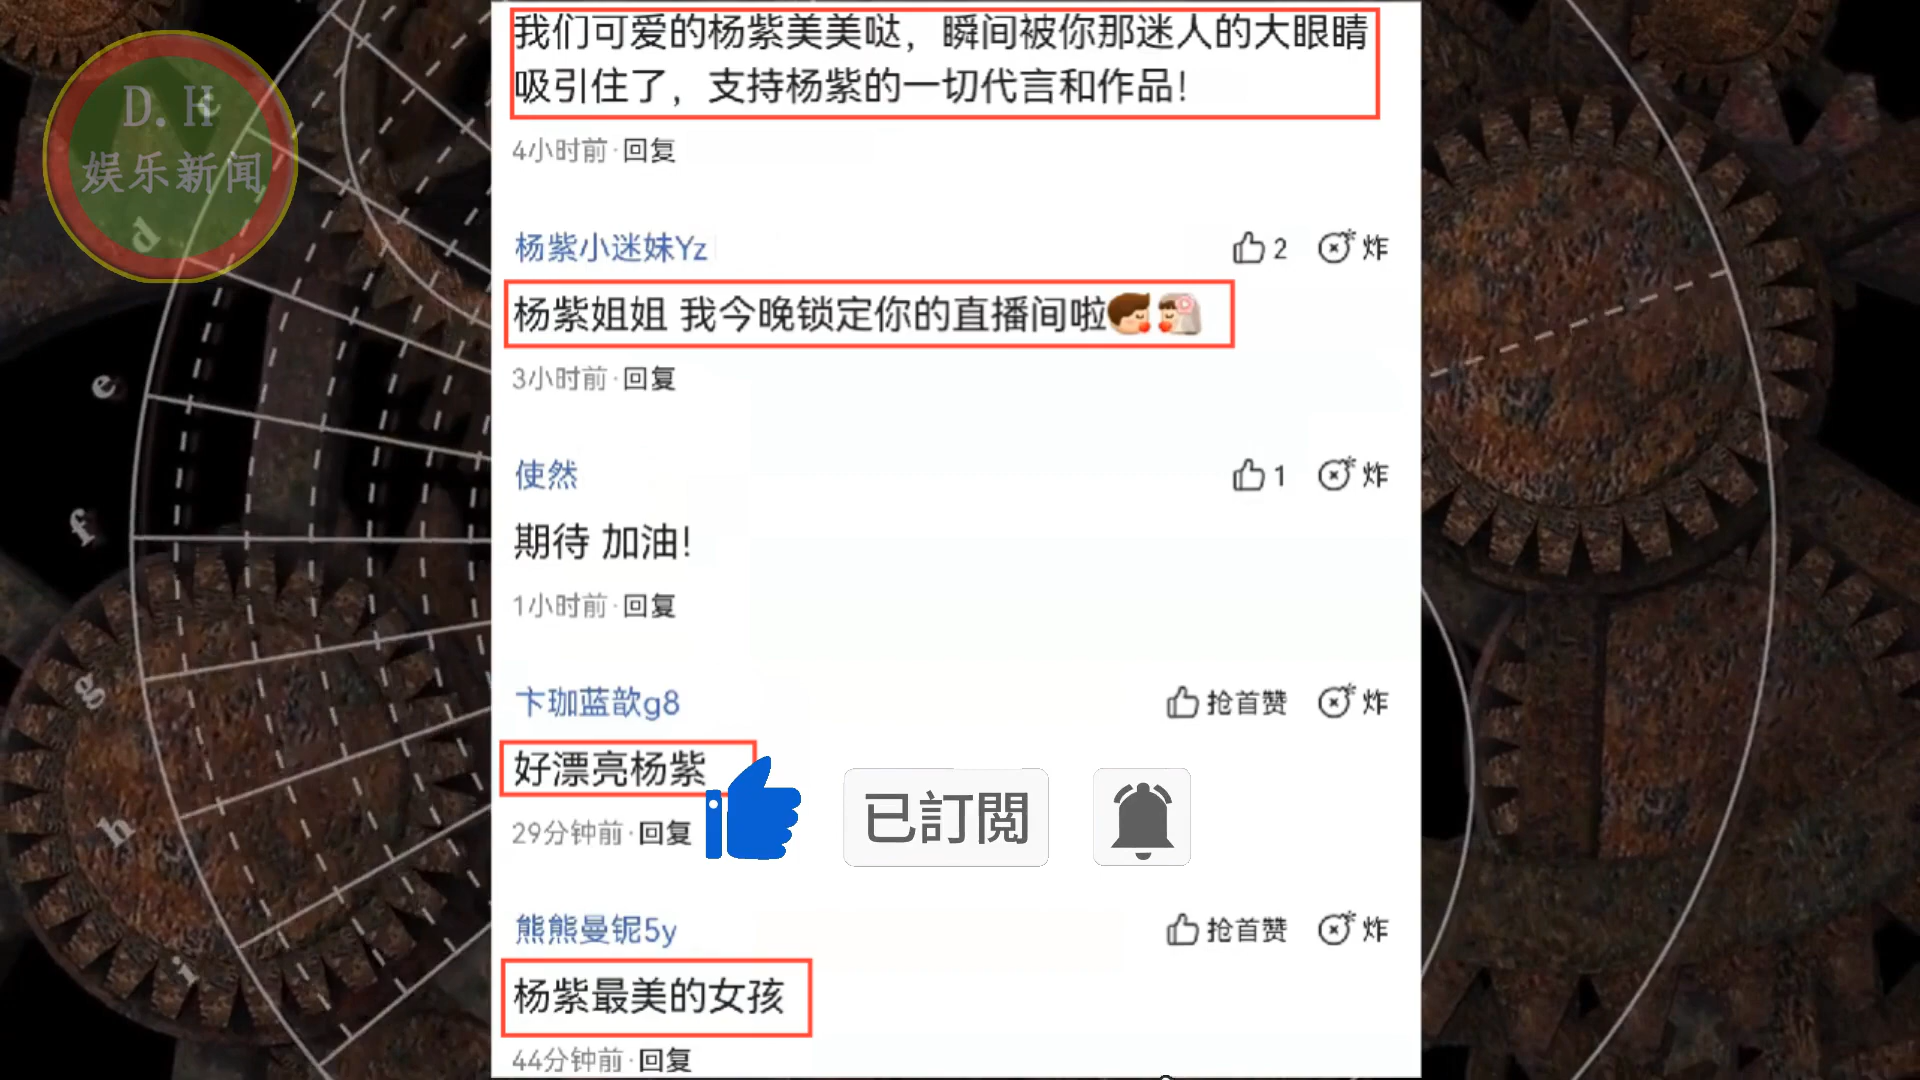 D. H
娱乐新闻
c
d
e
f
g
h
i
我们可爱的杨紫美美哒，瞬间被你那迷人的大眼睛
吸引住了，支持杨紫的一切代言和作品！
4小时前·回复
杨紫小迷妹Yz
2 炸
杨紫姐姐 我今晚锁定你的直播间啦
3小时前·回复
使然
1 炸
期待 加油！
1小时前·回复
卞珈蓝歆g8
抢首赞 炸
好漂亮杨紫
29分钟前·回复
已訂閱
熊熊曼铌5y
抢首赞 炸
杨紫最美的女孩
44分钟前·回复